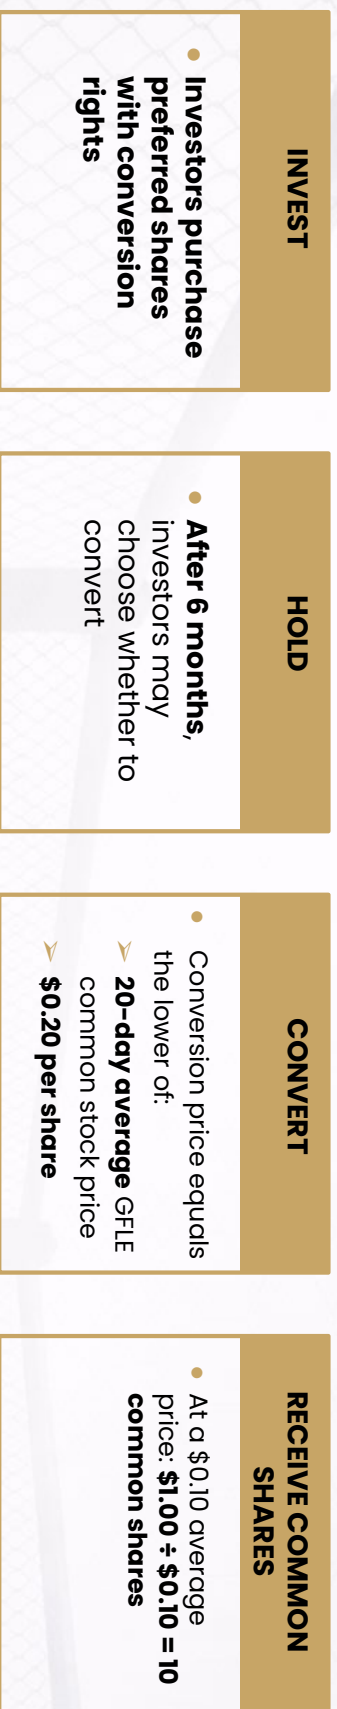 INVEST
• Investors purchase
preferred shares
with conversion
rights
HOLD
• After 6 months,
investors may
choose whether to
convert
CONVERT
• Conversion price equals
the lower of:
➢ 20-day average GFLE
common stock price
➢ $0.20 per share
RECEIVE COMMON
SHARES
• At a $0.10 average
price: $1.00 ÷ $0.10 = 10
common shares